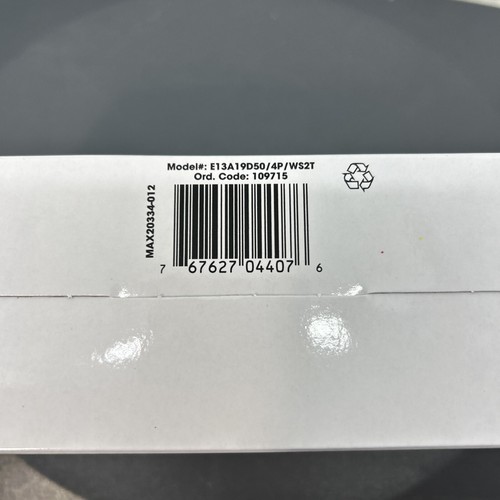 Model#: E13A19D50/4P/WS2T
Ord. Code: 109715
MAX20334-012
7 67627 04407 6